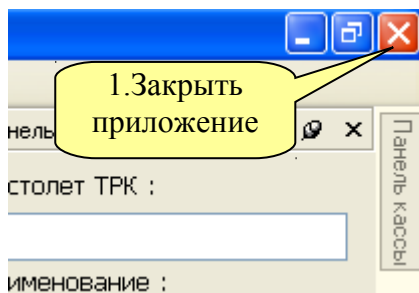 1.Закрыть
приложение
нель
столет ТРК :
именование :
Панель кассы